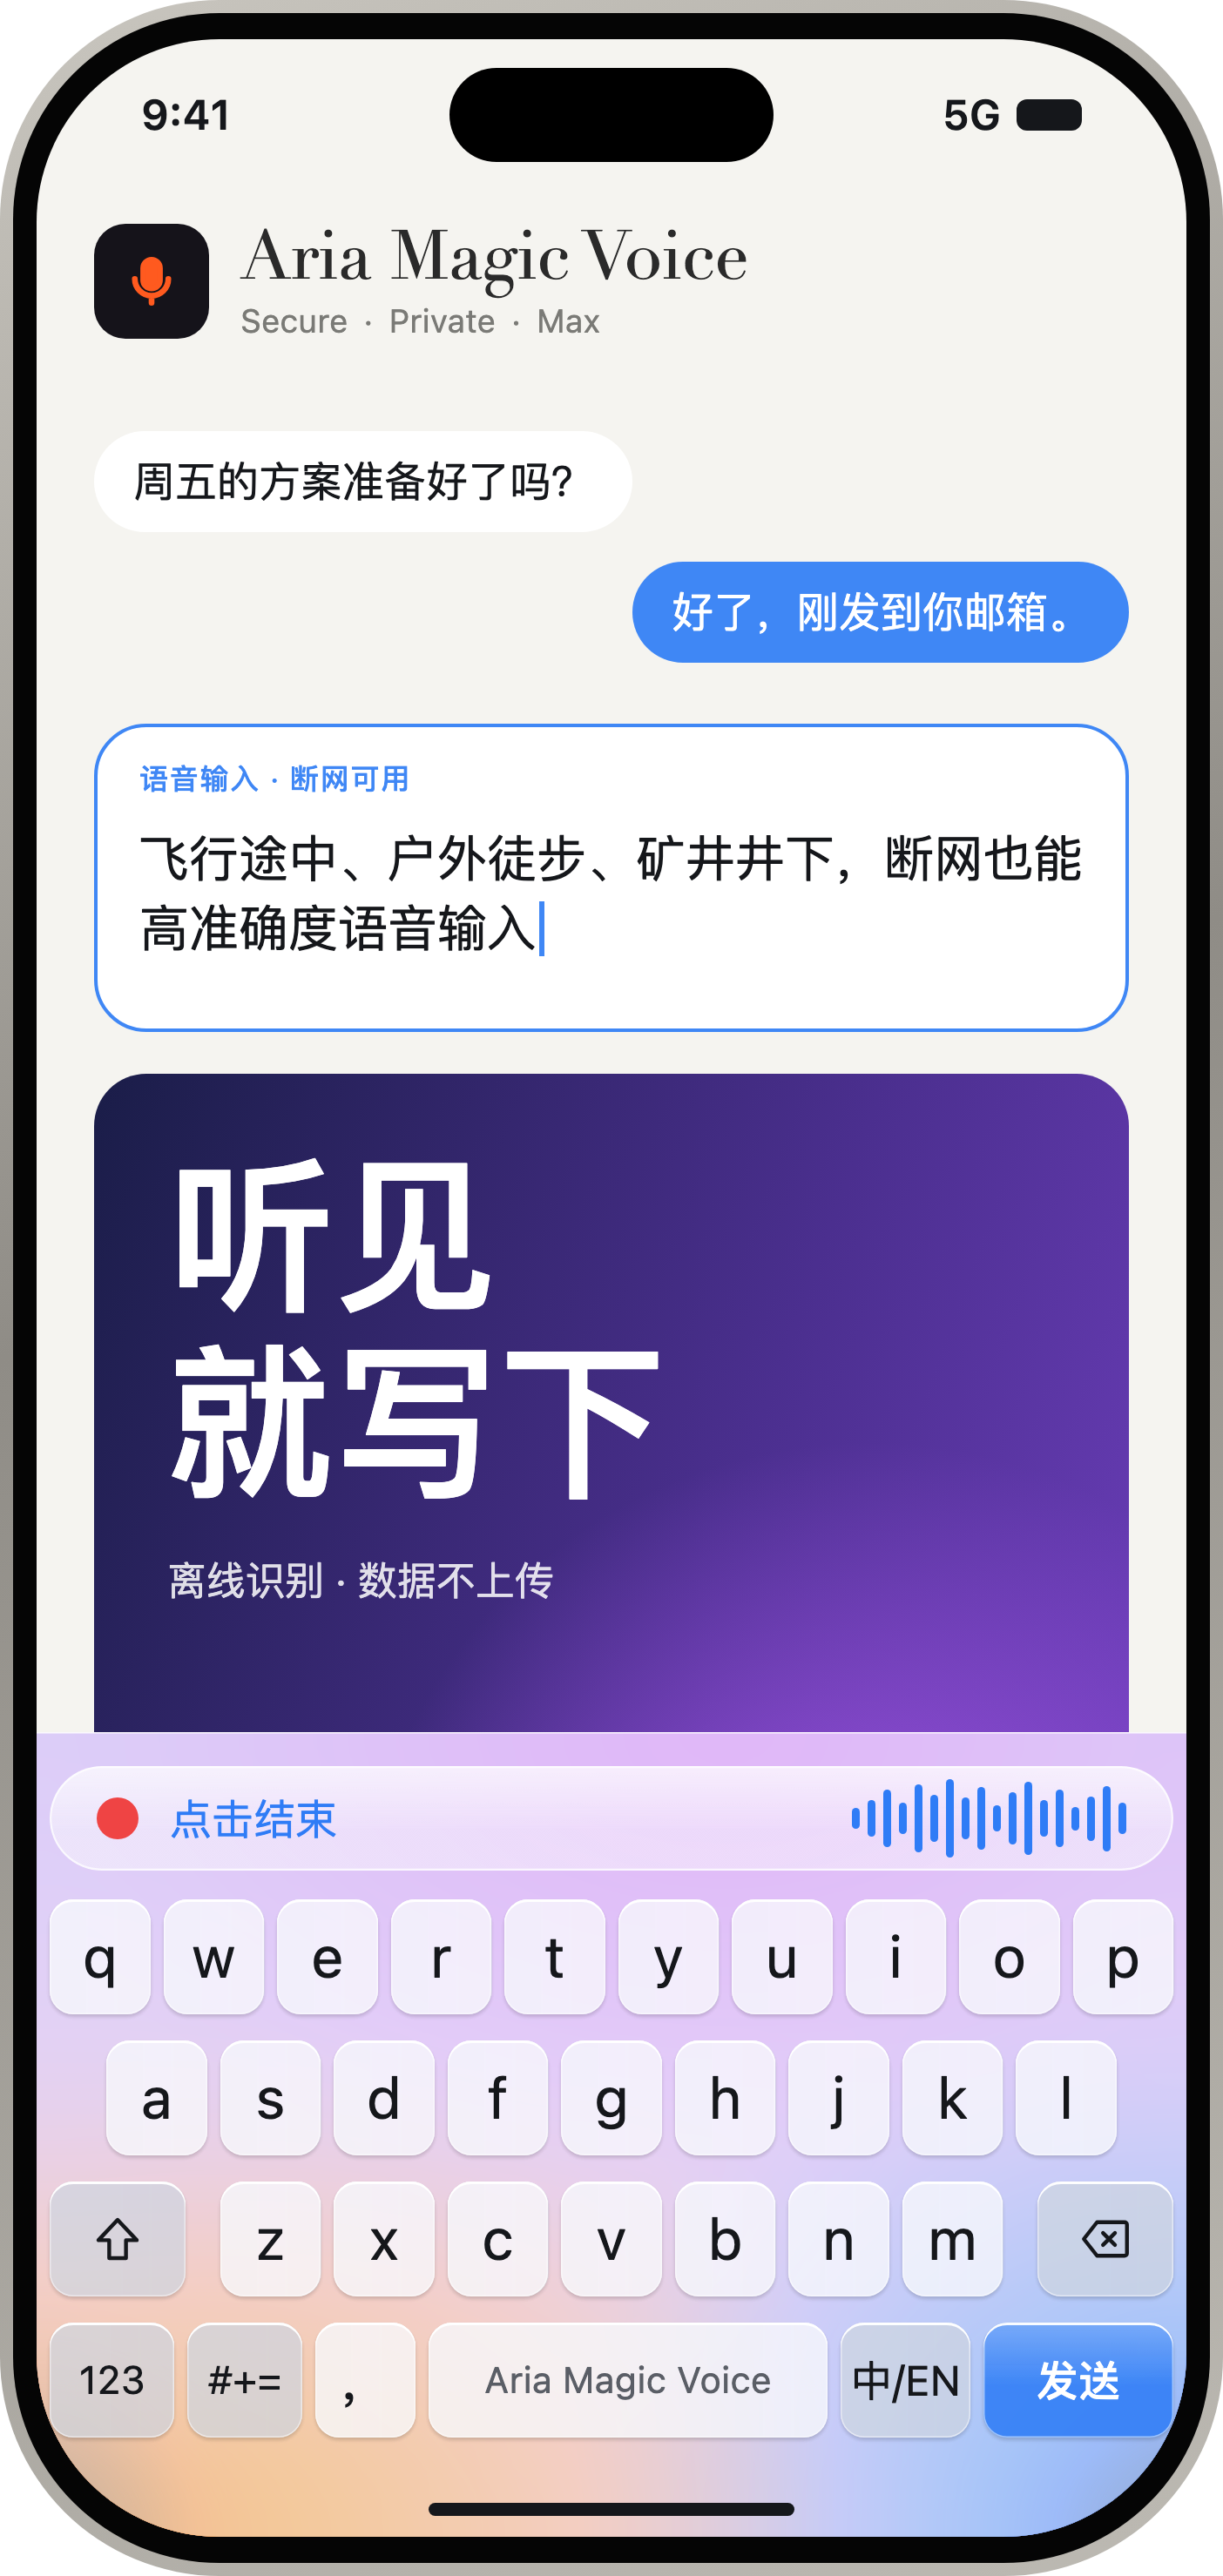 9:41
5G
Aria Magic Voice
Secure · Private · Max
周五的方案准备好了吗?
好了，刚发到你邮箱。
语音输入 · 断网可用
飞行途中、户外徒步、矿井井下，断网也能
高准确度语音输入
听见
就写下
离线识别 · 数据不上传
点击结束
q w e r t y u i o p
a s d f g h j k l
z x c v b n m
123 #+= ， Aria Magic Voice 中/EN 发送